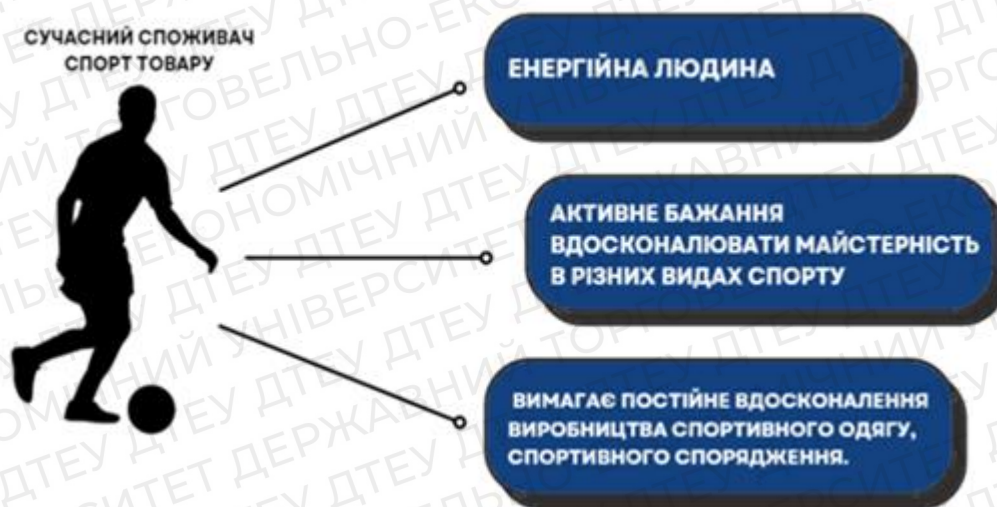 СУЧАСНИЙ СПОЖИВАЧ
СПОРТ ТОВАРУ
ЕНЕРГІЙНА ЛЮДИНА
АКТИВНЕ БАЖАННЯ
ВДОСКОНАЛЮВАТИ МАЙСТЕРНІСТЬ
В РІЗНИХ ВИДАХ СПОРТУ
ВИМАГАЄ ПОСТІЙНЕ ВДОСКОНАЛЕННЯ
ВИРОБНИЦТВА СПОРТИВНОГО ОДЯГУ,
СПОРТИВНОГО СПОРЯДЖЕННЯ.